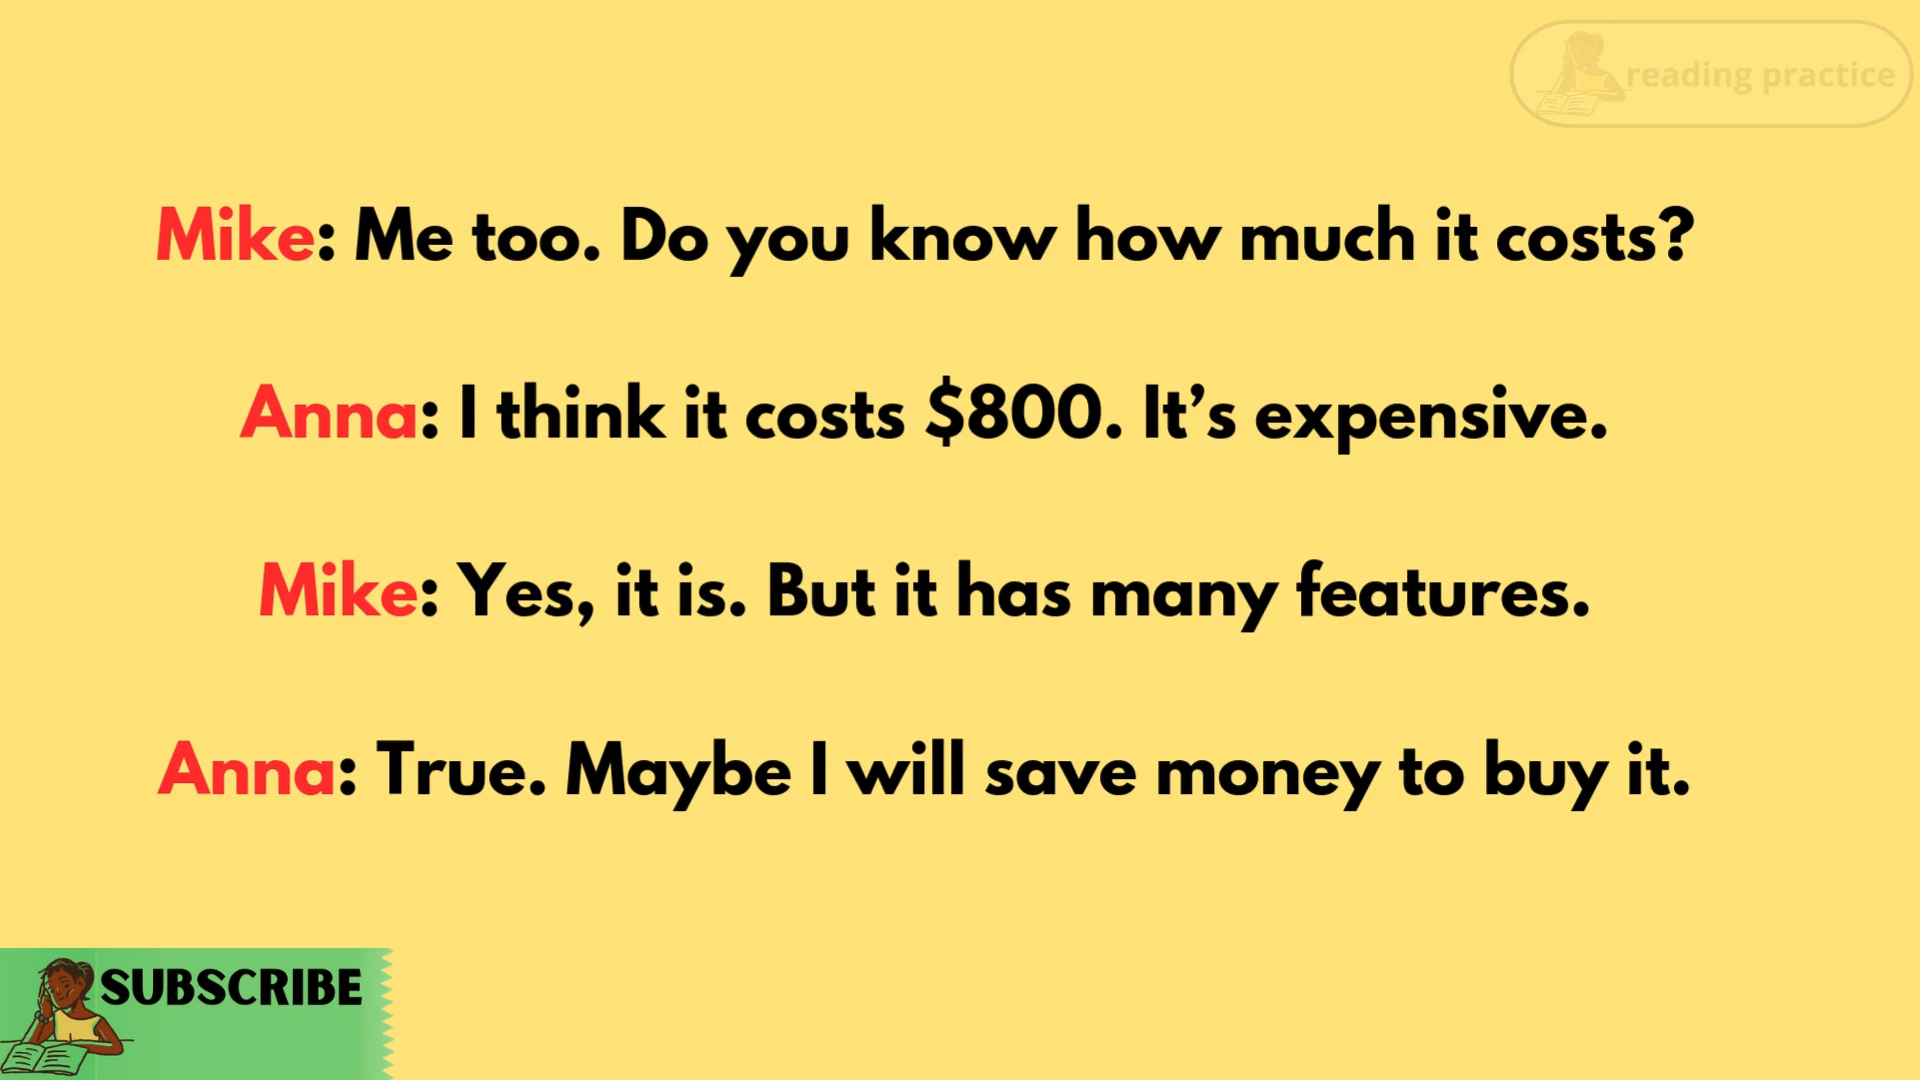 reading practice
Mike: Me too. Do you know how much it costs?
Anna: I think it costs $800. It’s expensive.
Mike: Yes, it is. But it has many features.
Anna: True. Maybe I will save money to buy it.
SUBSCRIBE